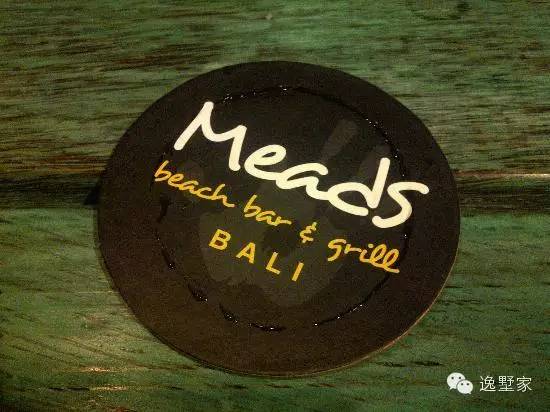 Meads
beach bar & grill
BALI
逸墅家